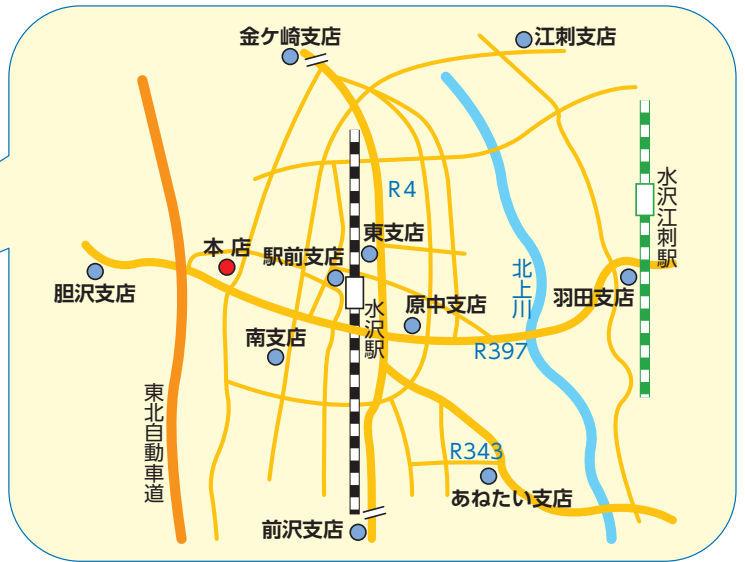 金ケ崎支店
江刺支店
水沢江刺駅
R4
東支店
本店
駅前支店
北上川
胆沢支店
羽田支店
原中支店
水沢駅
南支店
R397
東北自動車道
R343
あねたい支店
前沢支店